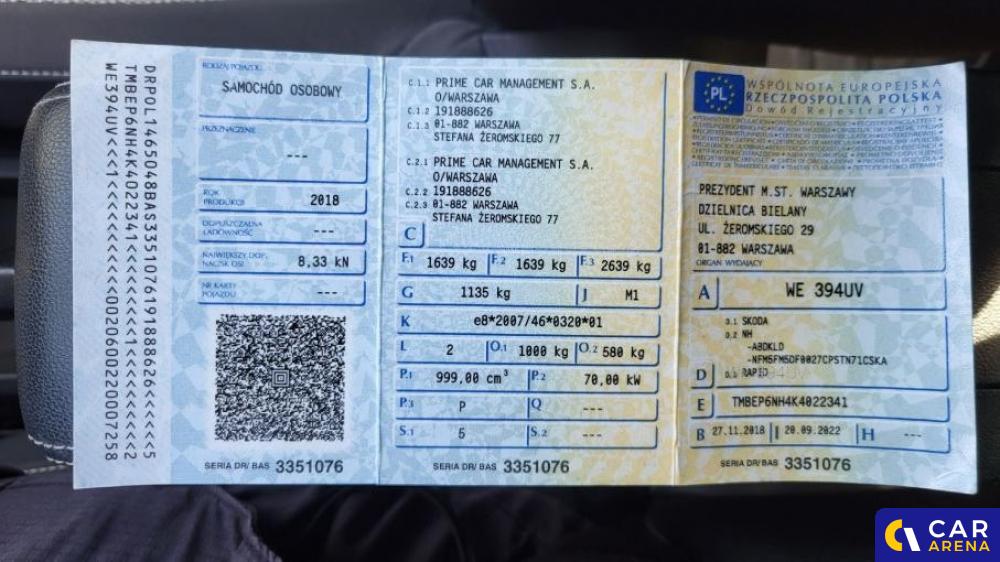 DRPOL1465048BAS3351076191888626<<<<<5
TMBEP6NH4K4022341<<<<<<<1<<<<<<<<<<<2
WE394UV<<<1<<<<<<<<<<0020600220007258
RODZAJ POJAZDU
SAMOCHÓD OSOBOWY
PRZEZNACZENIE
---
ROK PRODUKCJI
2018
DOPUSZCZALNA ŁADOWNOŚĆ
---
NAJWIĘKSZY DOP. NACISK OSI
8,33 kN
NR KARTY POJAZDU
---
SERIA DR/ BAS 3351076
C.1.1 PRIME CAR MANAGEMENT S.A.
O/WARSZAWA
C.1.2 191888626
C.1.3 01-882 WARSZAWA
STEFANA ŻEROMSKIEGO 77
C.2.1 PRIME CAR MANAGEMENT S.A.
O/WARSZAWA
C.2.2 191888626
C.2.3 01-882 WARSZAWA
STEFANA ŻEROMSKIEGO 77
C
F.1 1639 kg F.2 1639 kg F.3 2639 kg
G 1135 kg J M1
K e8*2007/46*0320*01
L 2 O.1 1000 kg O.2 580 kg
P.1 999,00 cm³ P.2 70,00 kW
P.3 P Q ---
S.1 5 S.2 ---
SERIA DR/ BAS 3351076
PL
WSPÓLNOTA EUROPEJSKA
RZECZPOSPOLITA POLSKA
Dowód Rejestracyjny
PREZYDENT M.ST. WARSZAWY
DZIELNICA BIELANY
UL. ŻEROMSKIEGO 29
01-882 WARSZAWA
ORGAN WYDAJĄCY
A WE 394UV
D.1 SKODA
D.2 NH
-ABDKLD
-NFM5FM5DF0027CPSTN71CSKA
D D.3 RAPID
E TMBEP6NH4K4022341
B 27.11.2018 I 20.09.2022 H ---
SERIA DR/ BAS 3351076
CAR
ARENA